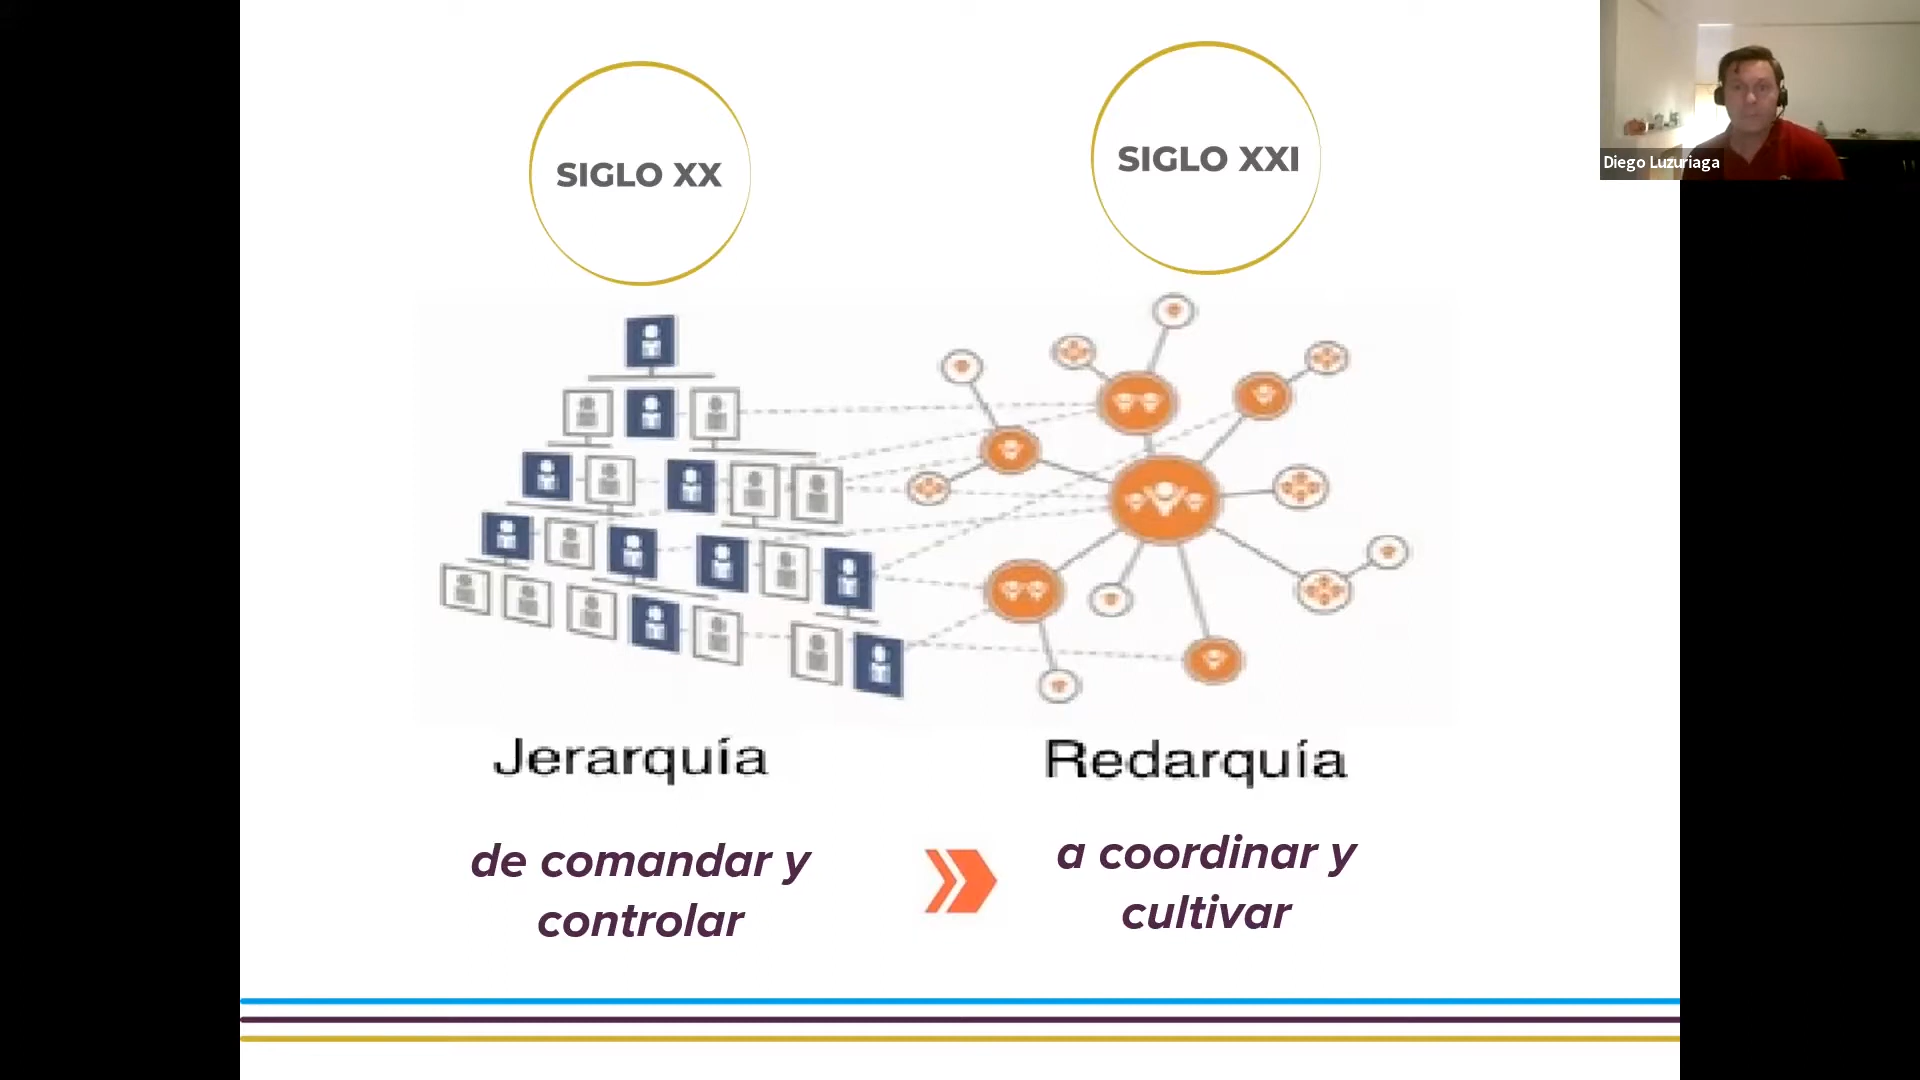 SIGLO XX
SIGLO XXI
Diego Luzuriaga
Jerarquía
Redarquía
de comandar y
controlar
a coordinar y
cultivar